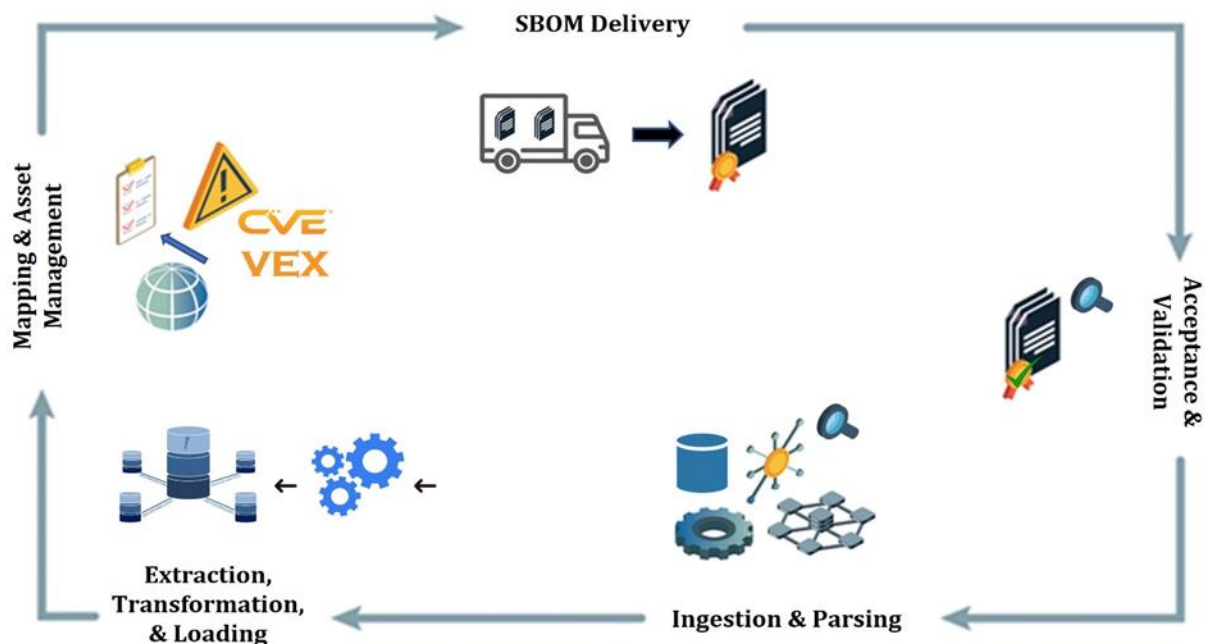 SBOM Delivery
Mapping & Asset
Management
CVE
VEX
Acceptance &
Validation
Extraction,
Transformation,
& Loading
Ingestion & Parsing